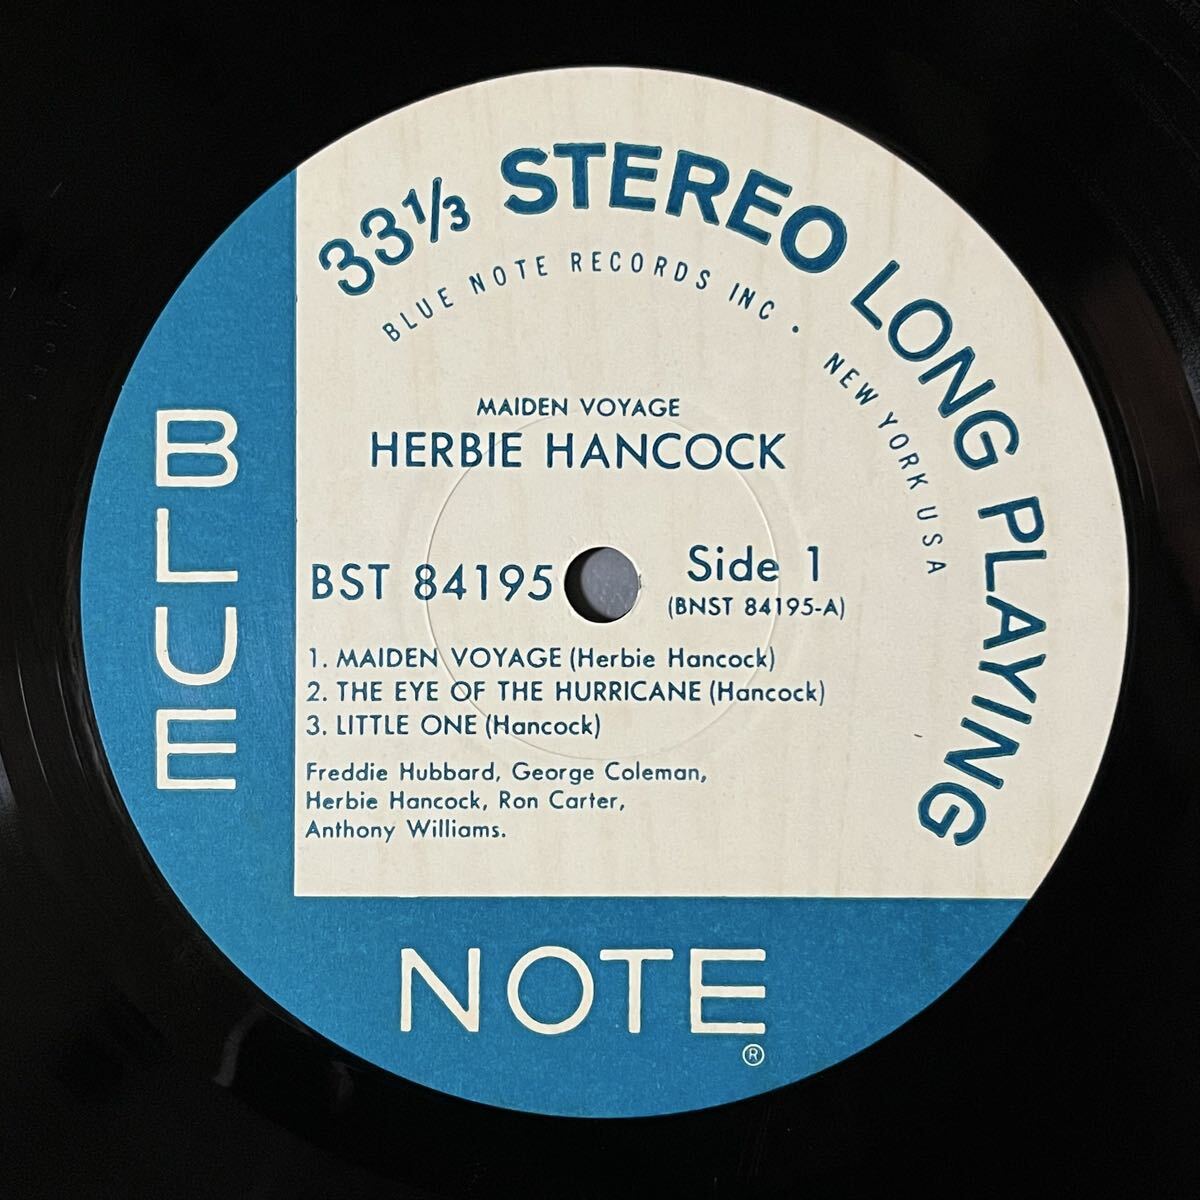 33⅓ STEREO LONG PLAYING
BLUE NOTE RECORDS INC • NEW YORK USA
MAIDEN VOYAGE
HERBIE HANCOCK
BST 84195
Side 1
(BNST 84195-A)
1. MAIDEN VOYAGE (Herbie Hancock)
2. THE EYE OF THE HURRICANE (Hancock)
3. LITTLE ONE (Hancock)
Freddie Hubbard, George Coleman,
Herbie Hancock, Ron Carter,
Anthony Williams.
BLUE
NOTE
®